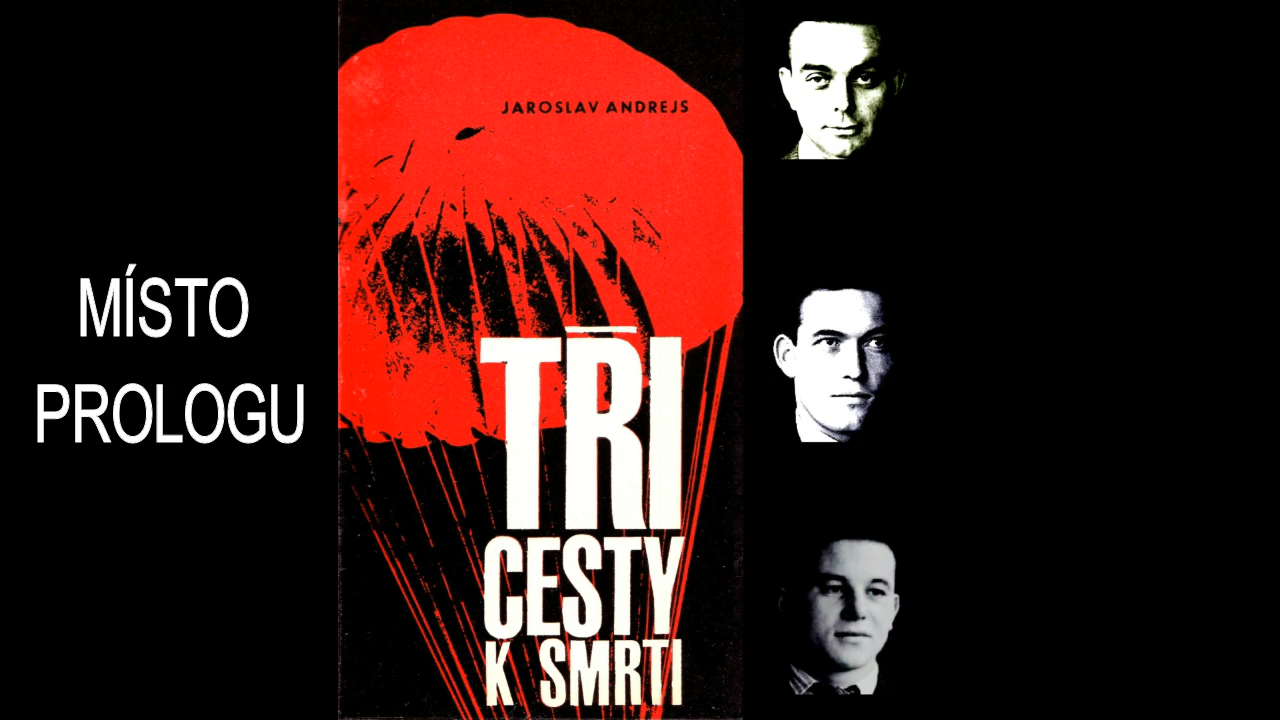 MÍSTO
PROLOGU
JAROSLAV ANDREJS
TŘI
CESTY
K SMRTI